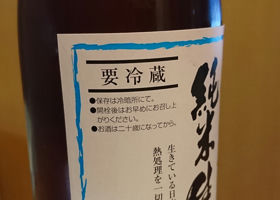 要冷蔵
●保存は冷暗所にて。
●開栓後はお早めにお召し上
がりください。
●お酒は二十歳になってから。
純米
生きている日
熱処理を一切